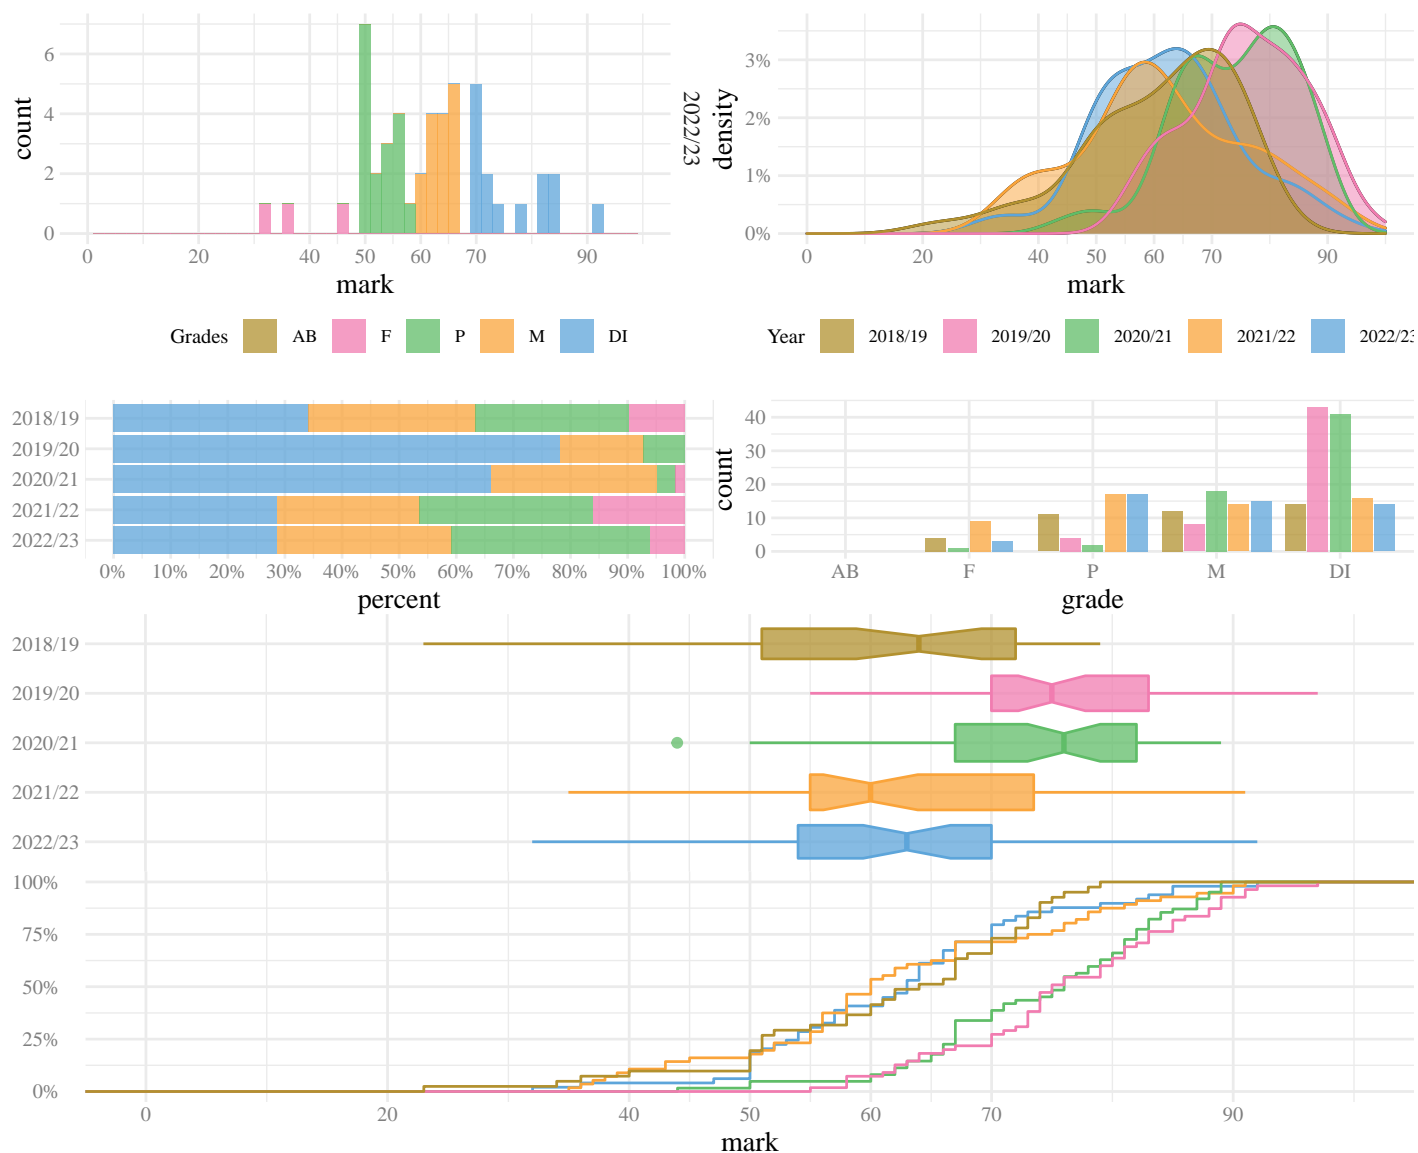 6
4
2
0
count
0 20 40 50 60 70 90
mark
2022/23
3%
2%
1%
0%
density
0 20 40 50 60 70 90
mark
Grades AB F P M DI
Year 2018/19 2019/20 2020/21 2021/22 2022/23
2018/19
2019/20
2020/21
2021/22
2022/23
0% 10% 20% 30% 40% 50% 60% 70% 80% 90% 100%
percent
40
30
20
10
0
count
AB F P M DI
grade
2018/19
2019/20
2020/21
2021/22
2022/23
100%
75%
50%
25%
0%
0 20 40 50 60 70 90
mark